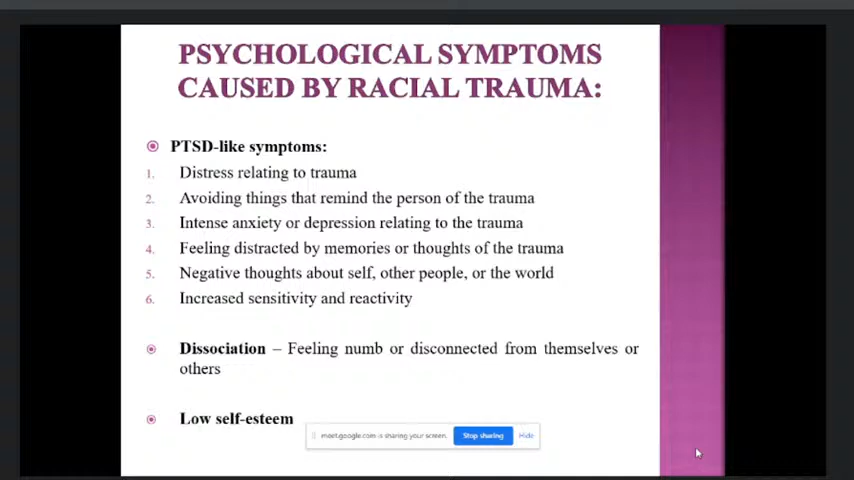 PSYCHOLOGICAL SYMPTOMS
CAUSED BY RACIAL TRAUMA:
PTSD-like symptoms:
1. Distress relating to trauma
2. Avoiding things that remind the person of the trauma
3. Intense anxiety or depression relating to the trauma
4. Feeling distracted by memories or thoughts of the trauma
5. Negative thoughts about self, other people, or the world
6. Increased sensitivity and reactivity
Dissociation – Feeling numb or disconnected from themselves or
others
Low self-esteem
meet.google.com is sharing your screen. Stop sharing Hide